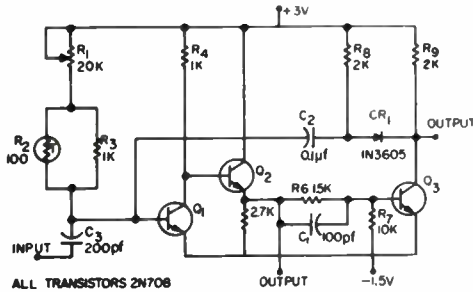 +3V
R1
20K
R4
1K
R8
2K
R9
2K
R2
100
T
R3
1K
C2
0.1µf
CR1
1N3605
OUTPUT
Q1
Q2
Q3
2.7K
R6 1.5K
C1
100pf
R7
10K
C3
200pf
INPUT
OUTPUT
-1.5V
ALL TRANSISTORS 2N708